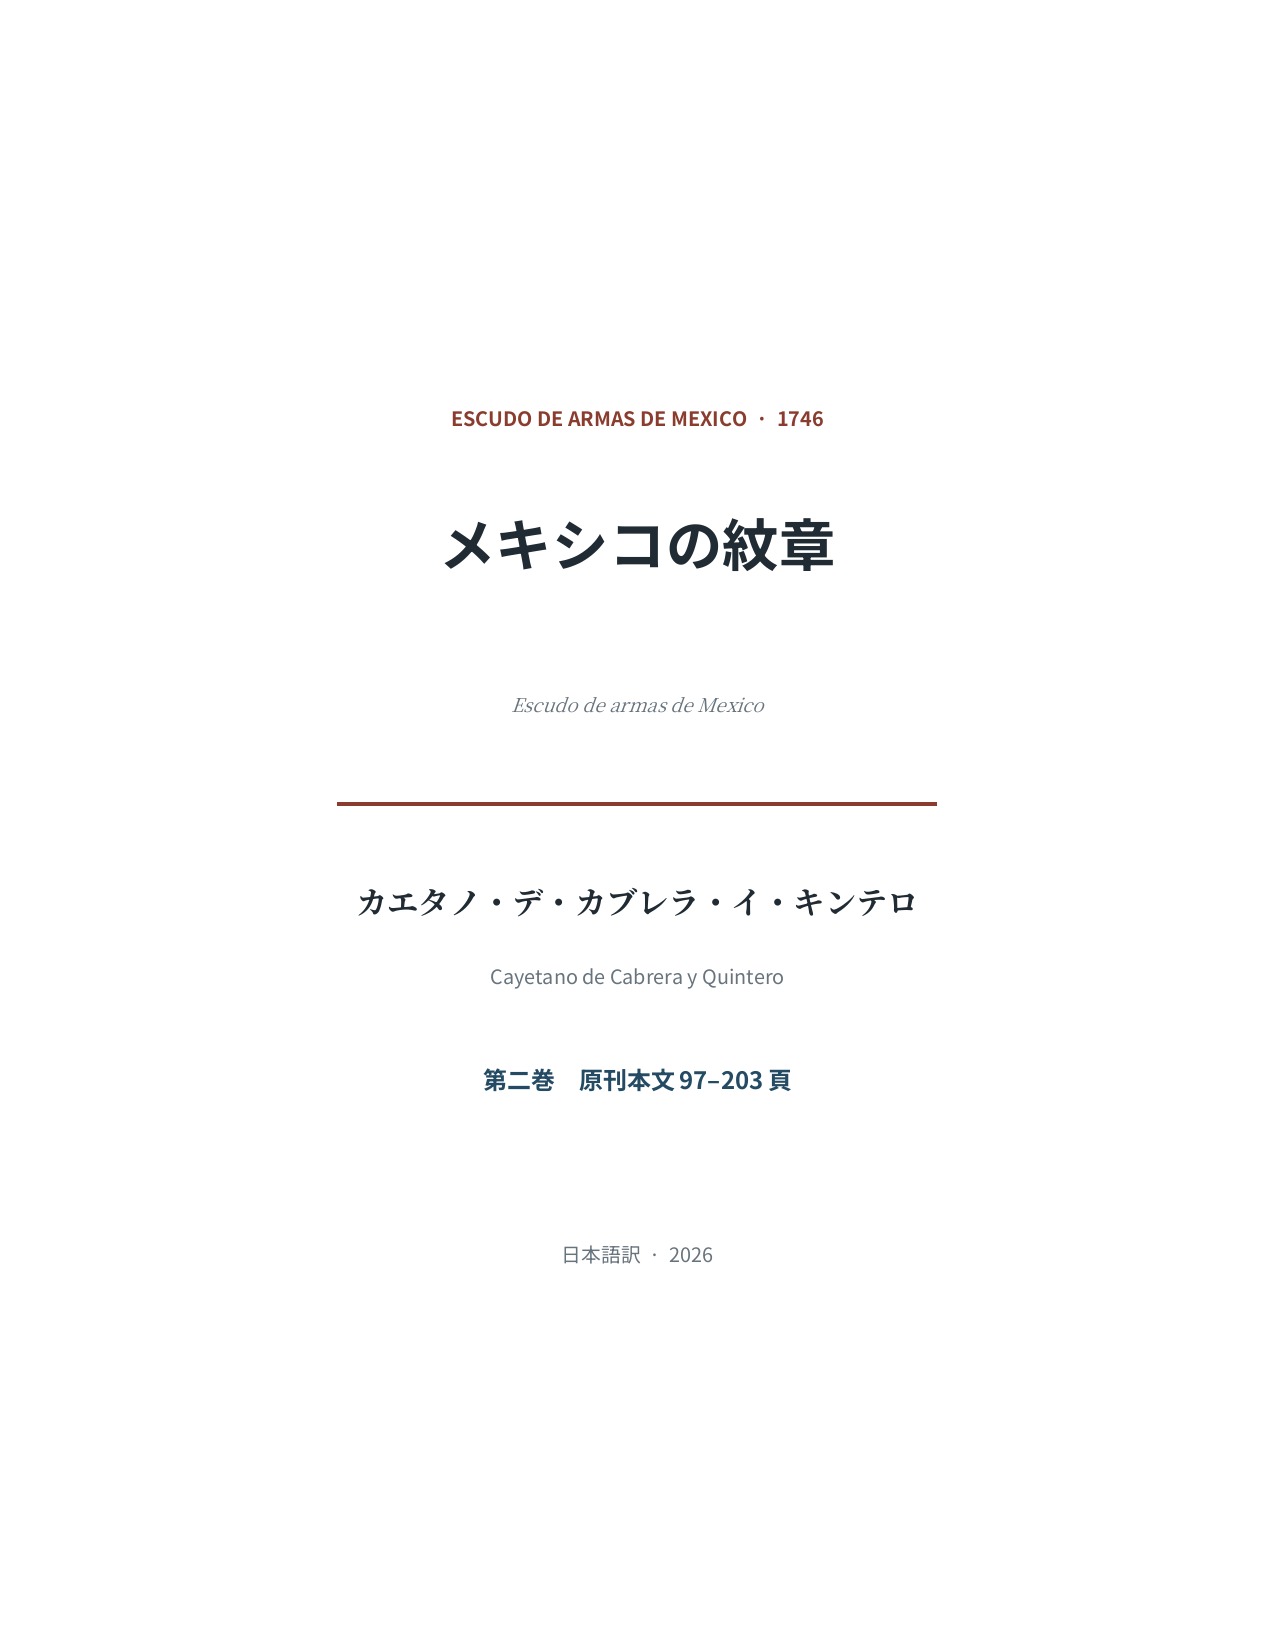 ESCUDO DE ARMAS DE MEXICO · 1746
メキシコの紋章
Escudo de armas de Mexico
カエタノ・デ・カブレラ・イ・キンテロ
Cayetano de Cabrera y Quintero
第二巻　原刊本文 97–203 頁
日本語訳 · 2026